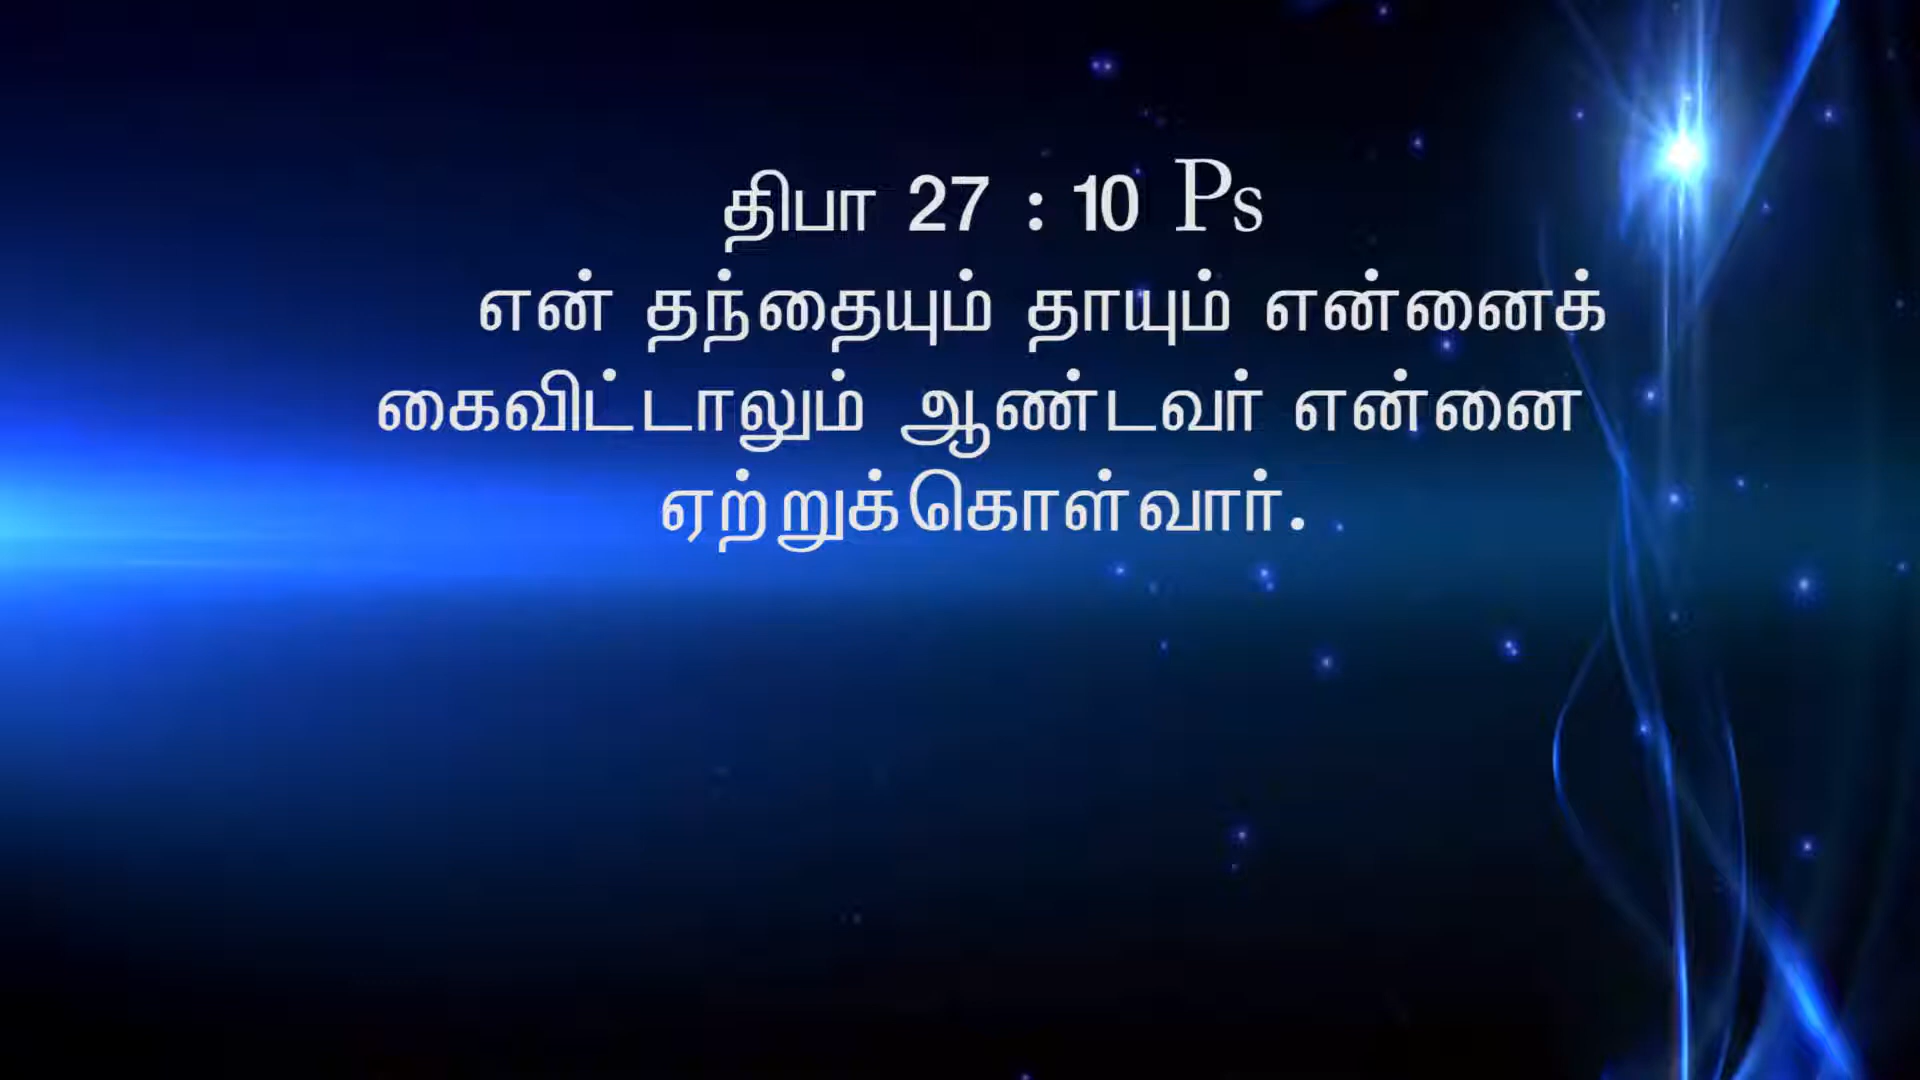 திபா 27 : 10 Ps
என் தந்தையும் தாயும் என்னைக்
கைவிட்டாலும் ஆண்டவர் என்னை
ஏற்றுக்கொள்வார்.